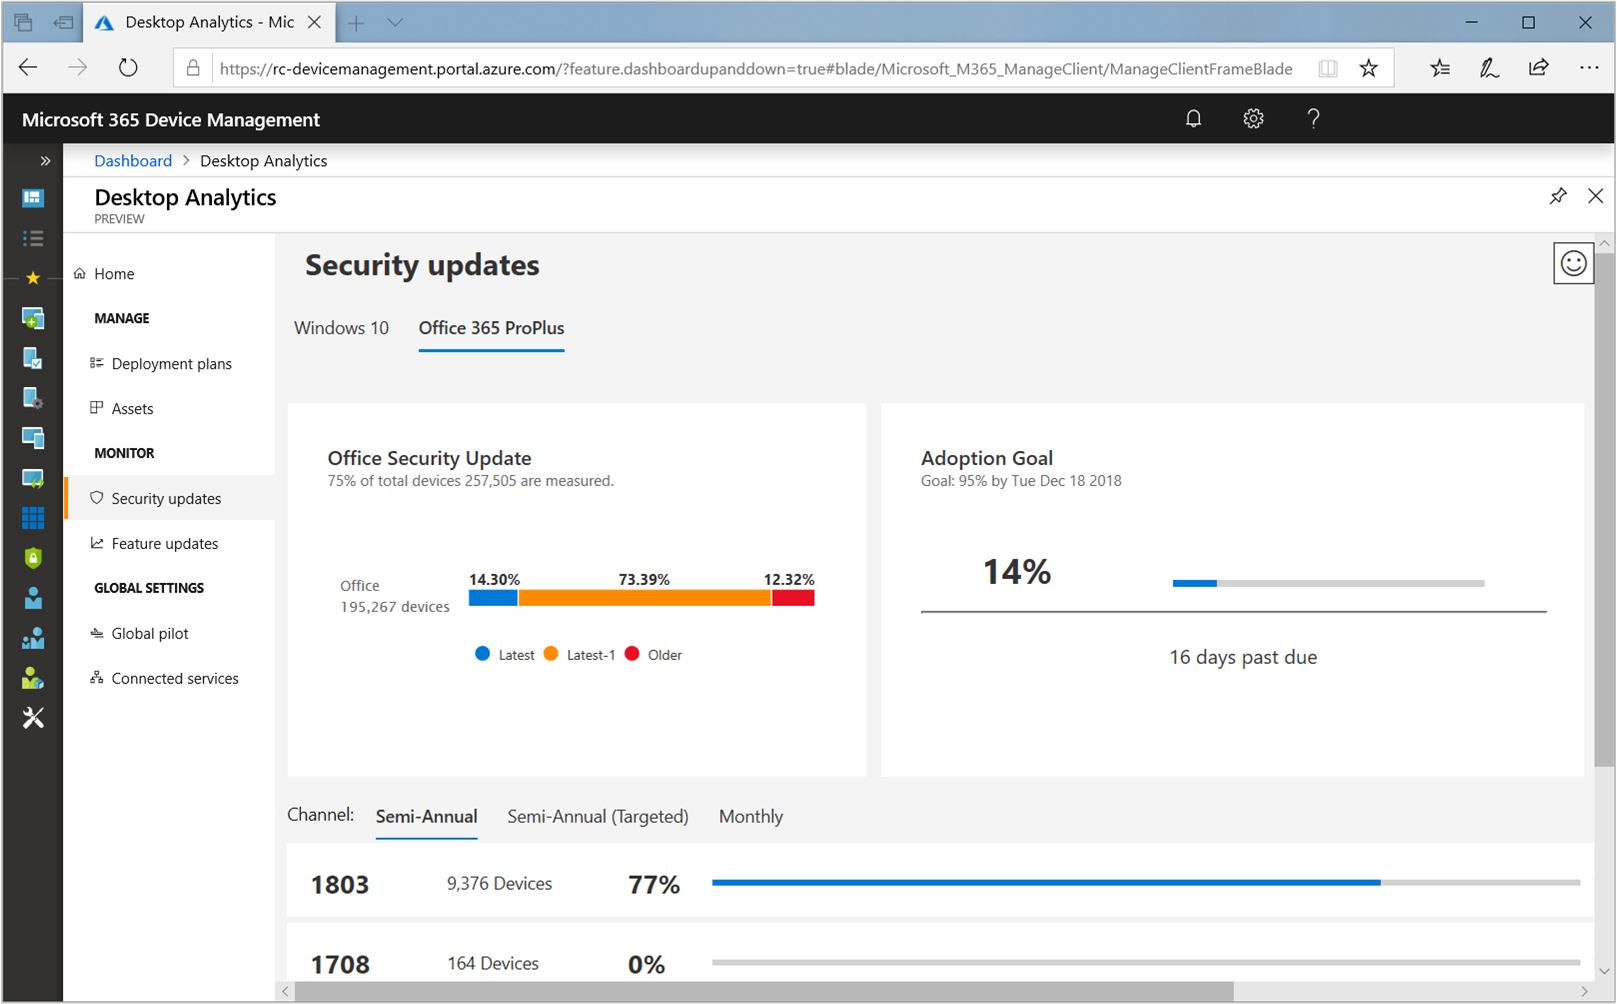 Desktop Analytics - Mic
https://rc-devicemanagement.portal.azure.com/?feature.dashboardupanddown=true#blade/Microsoft_M365_ManageClient/ManageClientFrameBlade
Microsoft 365 Device Management
Dashboard > Desktop Analytics
Desktop Analytics
PREVIEW
Home
MANAGE
Deployment plans
Assets
MONITOR
Security updates
Feature updates
GLOBAL SETTINGS
Global pilot
Connected services
Security updates
Windows 10 Office 365 ProPlus
Office Security Update
75% of total devices 257,505 are measured.
14.30% 73.39% 12.32%
Office
195,267 devices
Latest Latest-1 Older
Adoption Goal
Goal: 95% by Tue Dec 18 2018
14%
16 days past due
Channel: Semi-Annual Semi-Annual (Targeted) Monthly
1803 9,376 Devices 77%
1708 164 Devices 0%